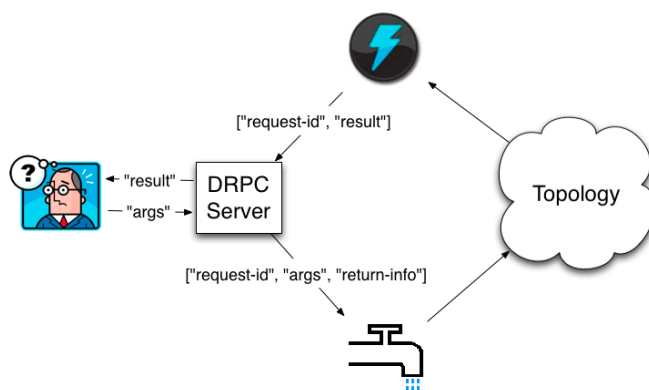 ?
["request-id", "result"]
"result"
"args"
DRPC
Server
Topology
["request-id", "args", "return-info"]